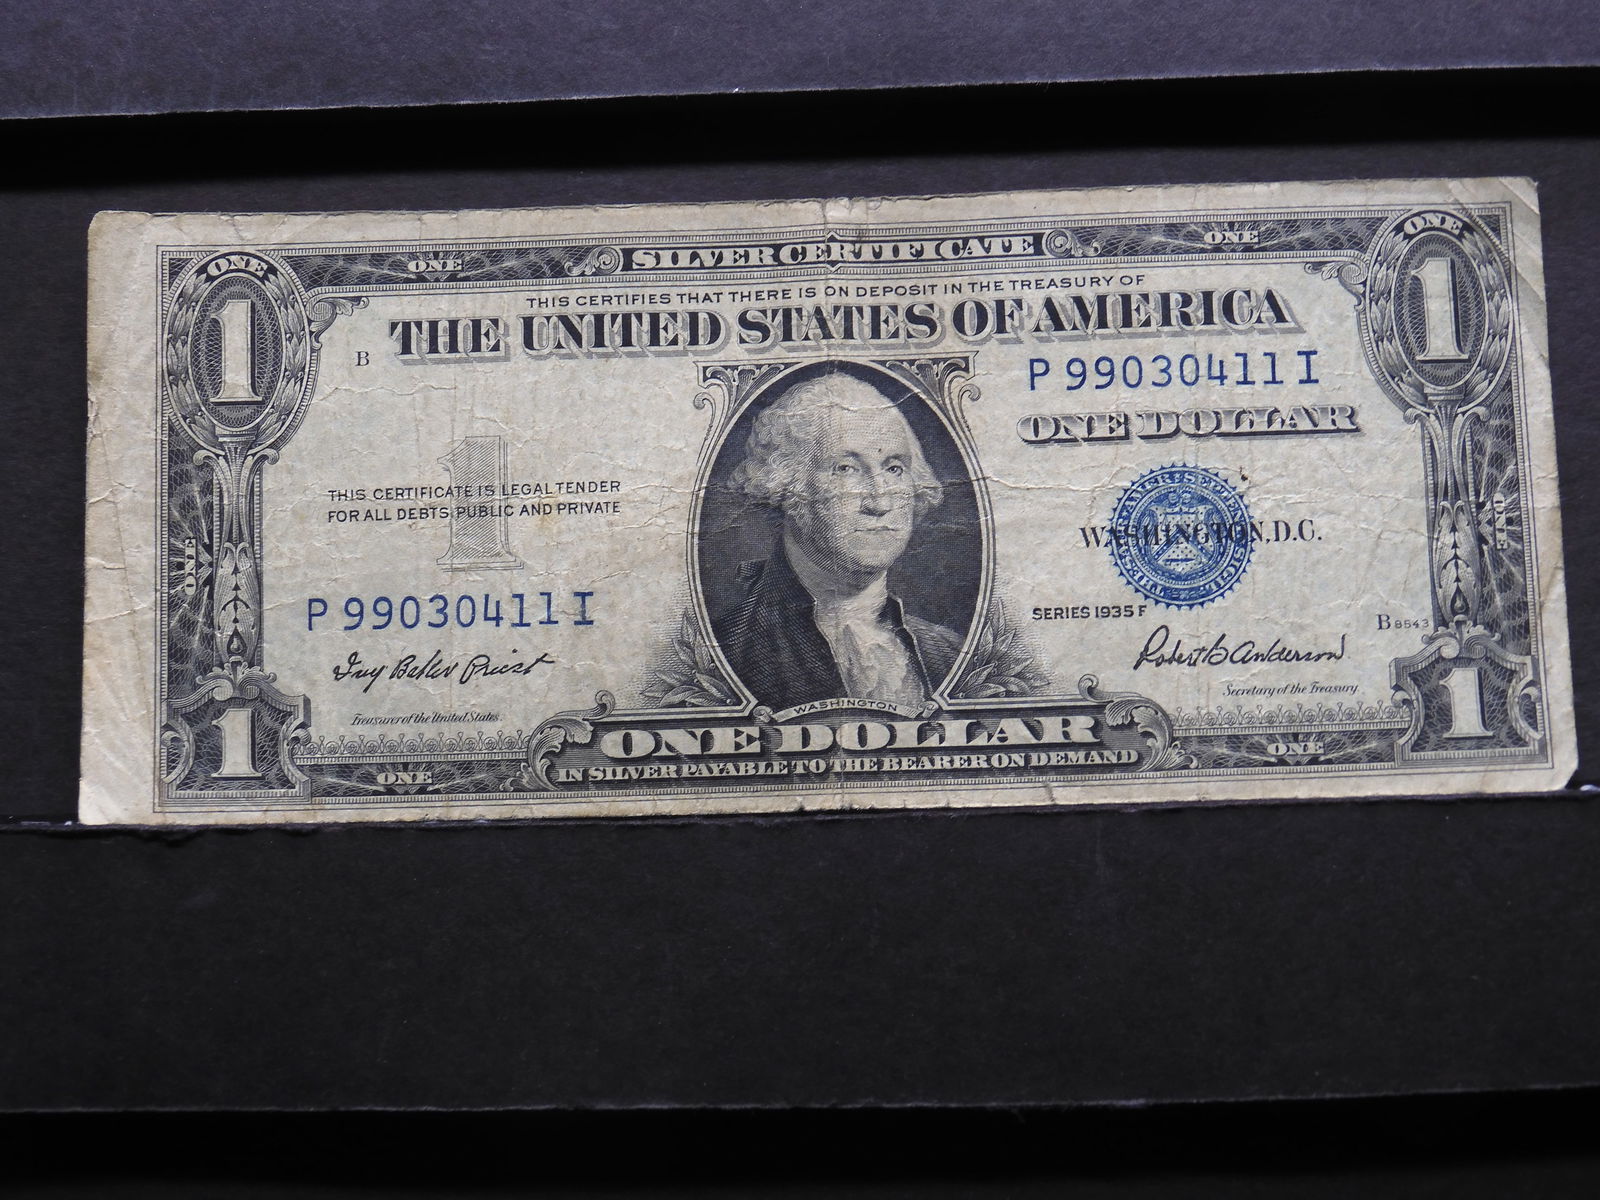 ONE ONE SILVER CERTIFICATE ONE ONE
THIS CERTIFIES THAT THERE IS ON DEPOSIT IN THE TREASURY OF
THE UNITED STATES OF AMERICA
1 1
B
P 99030411 I
ONE DOLLAR
1
THIS CERTIFICATE IS LEGAL TENDER
FOR ALL DEBTS PUBLIC AND PRIVATE
WASHINGTON, D.C.
ONE ONE
P 99030411 I
SERIES 1935 F
B 8543
Ivy Baker Priest
Robert B Anderson
Treasurer of the United States.
Secretary of the Treasury.
WASHINGTON
1 ONE DOLLAR 1
ONE ONE
IN SILVER PAYABLE TO THE BEARER ON DEMAND